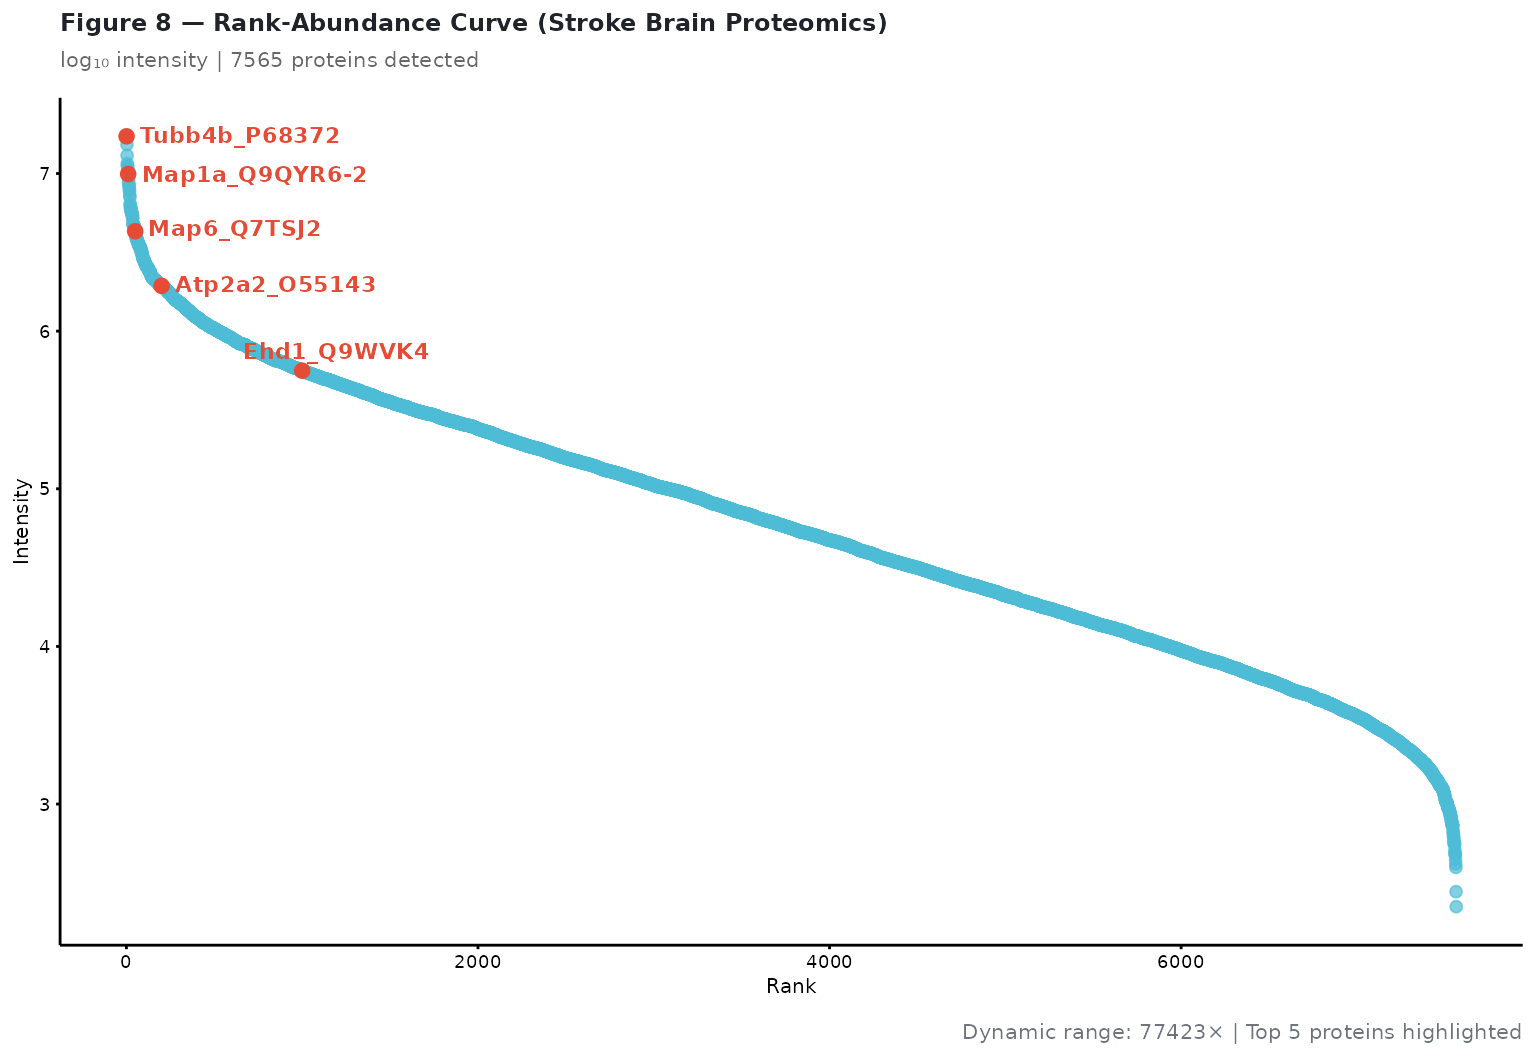 Figure 8 — Rank-Abundance Curve (Stroke Brain Proteomics)
log₁₀ intensity | 7565 proteins detected
Tubb4b_P68372
Map1a_Q9QYR6-2
Map6_Q7TSJ2
Atp2a2_O55143
Ehd1_Q9WVK4
7
6
5
4
3
Intensity
0 2000 4000 6000
Rank
Dynamic range: 77423× | Top 5 proteins highlighted